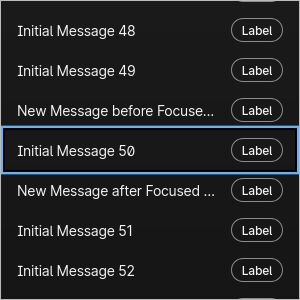 Initial Message 48 Label
Initial Message 49 Label
New Message before Focuse... Label
Initial Message 50 Label
New Message after Focused ... Label
Initial Message 51 Label
Initial Message 52 Label